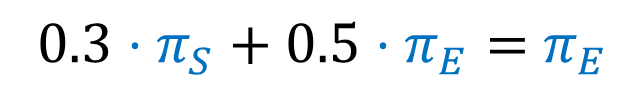 0.3 · π_S + 0.5 · π_E = π_E